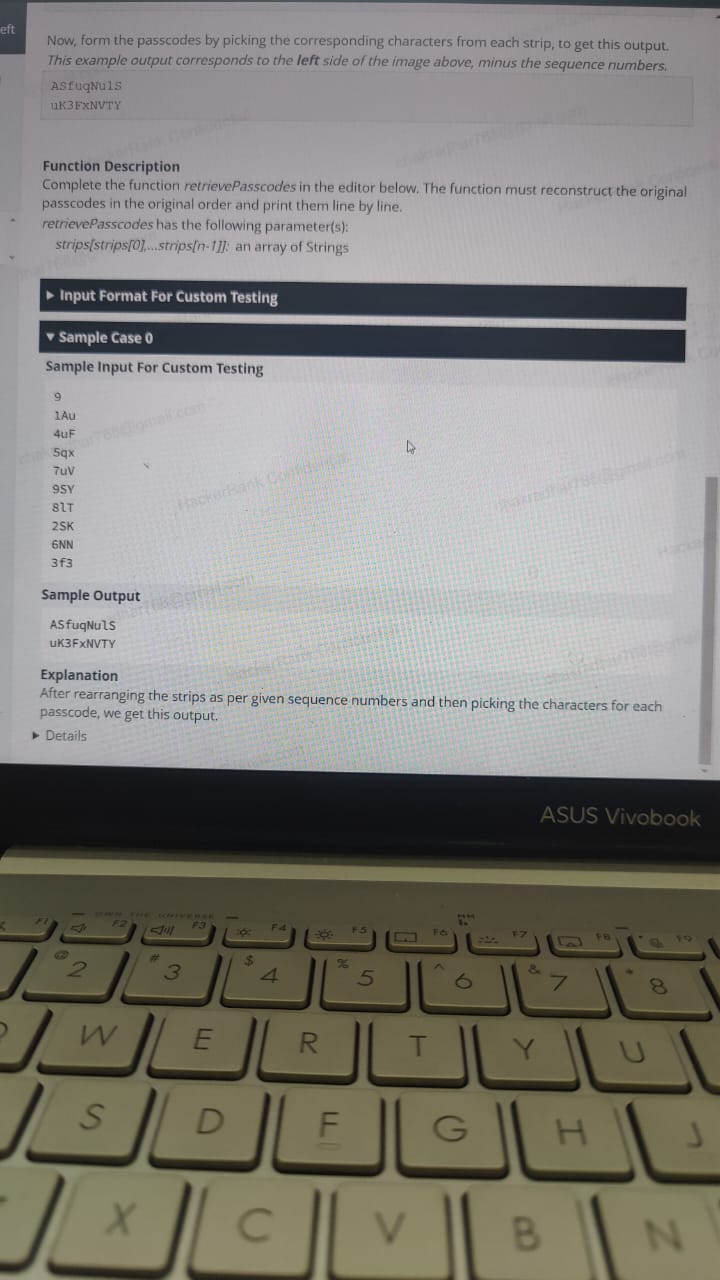 eft
Now, form the passcodes by picking the corresponding characters from each strip, to get this output.
This example output corresponds to the left side of the image above, minus the sequence numbers.
ASfuqNulS
uK3FxNVTY
Function Description
Complete the function retrievePasscodes in the editor below. The function must reconstruct the original
passcodes in the original order and print them line by line.
retrievePasscodes has the following parameter(s):
strips[strips[0],...strips[n-1]]: an array of Strings
▶ Input Format For Custom Testing
▼ Sample Case 0
Sample Input For Custom Testing
9
1Au
4uF
5qx
7uV
9SY
8lT
2SK
6NN
3f3
Sample Output
ASfuqNulS
uK3FxNVTY
Explanation
After rearranging the strips as per given sequence numbers and then picking the characters for each
passcode, we get this output.
▶ Details
HackerRank Confidential
ASUS Vivobook
F1 F2 F3 F4 F5 F6 F7 F8 F9
@ 2 # 3 $ 4 % 5 ^ 6 & 7 * 8
W E R T Y U
S D F G H J
X C V B N